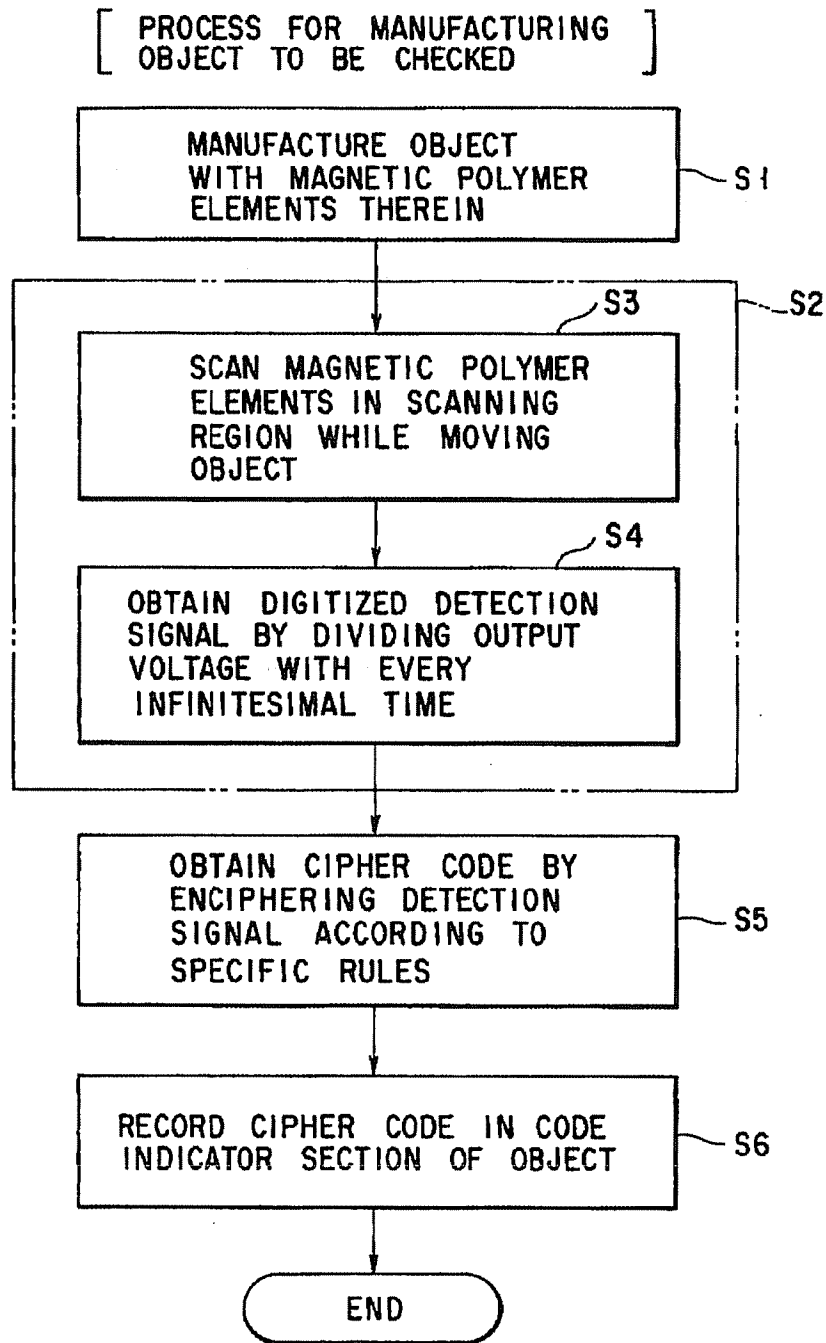 [ PROCESS FOR MANUFACTURING
OBJECT TO BE CHECKED ]
MANUFACTURE OBJECT
WITH MAGNETIC POLYMER
ELEMENTS THEREIN
S1
S2
S3
SCAN MAGNETIC POLYMER
ELEMENTS IN SCANNING
REGION WHILE MOVING
OBJECT
S4
OBTAIN DIGITIZED DETECTION
SIGNAL BY DIVIDING OUTPUT
VOLTAGE WITH EVERY
INFINITESIMAL TIME
OBTAIN CIPHER CODE BY
ENCIPHERING DETECTION
SIGNAL ACCORDING TO
SPECIFIC RULES
S5
RECORD CIPHER CODE IN CODE
INDICATOR SECTION OF OBJECT
S6
END